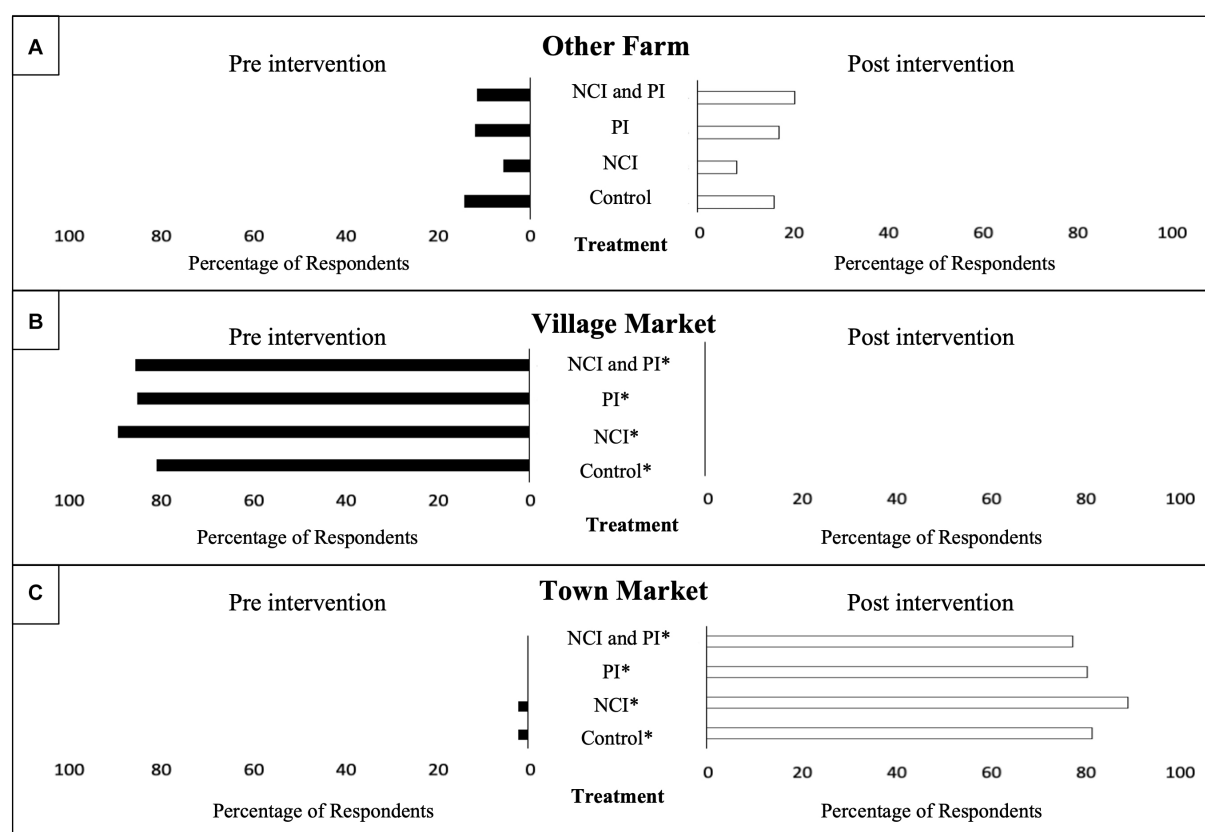 A
Other Farm
Pre intervention
Post intervention
NCI and PI
PI
NCI
Control
100 80 60 40 20 0
Treatment
0 20 40 60 80 100
Percentage of Respondents
Percentage of Respondents
B
Village Market
Pre intervention
Post intervention
NCI and PI*
PI*
NCI*
Control*
100 80 60 40 20 0
0 20 40 60 80 100
Treatment
Percentage of Respondents
Percentage of Respondents
C
Town Market
Pre intervention
Post intervention
NCI and PI*
PI*
NCI*
Control*
100 80 60 40 20 0
0 20 40 60 80 100
Treatment
Percentage of Respondents
Percentage of Respondents